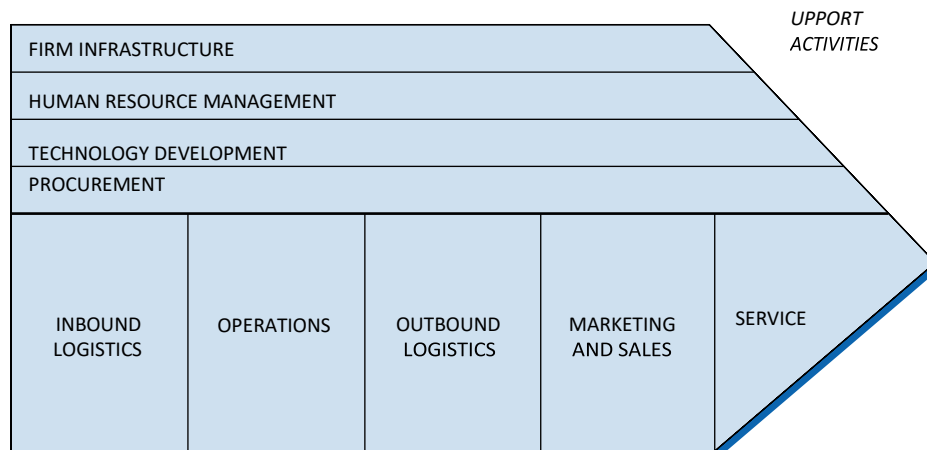 UPPORT
ACTIVITIES
FIRM INFRASTRUCTURE
HUMAN RESOURCE MANAGEMENT
TECHNOLOGY DEVELOPMENT
PROCUREMENT
INBOUND
LOGISTICS
OPERATIONS
OUTBOUND
LOGISTICS
MARKETING
AND SALES
SERVICE